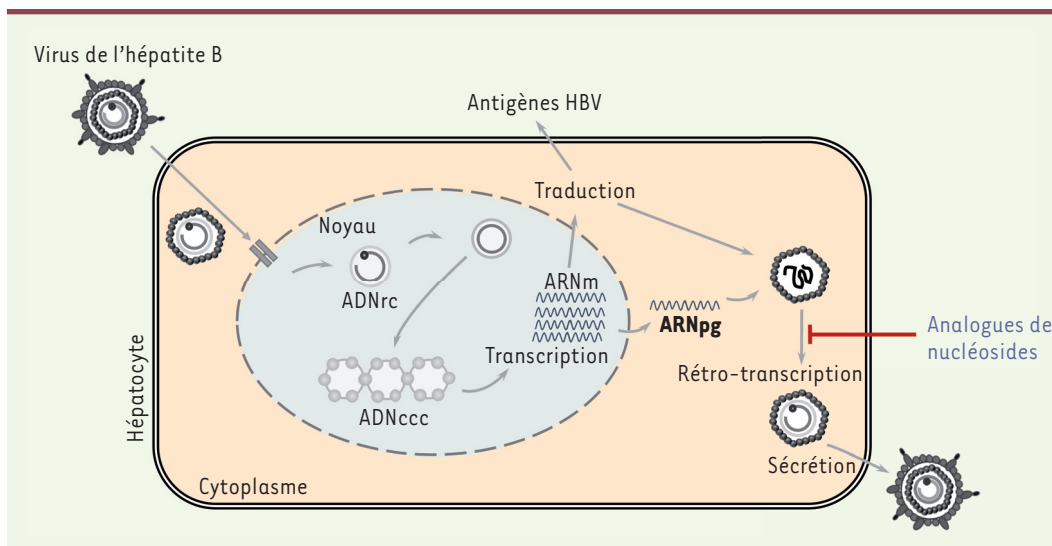 Virus de l’hépatite B
Antigènes HBV
Traduction
Noyau
ADNrc
ARNm
ARNpg
Transcription
ADNccc
Analogues de
nucléosides
Rétro-transcription
Hépatocyte
Sécrétion
Cytoplasme